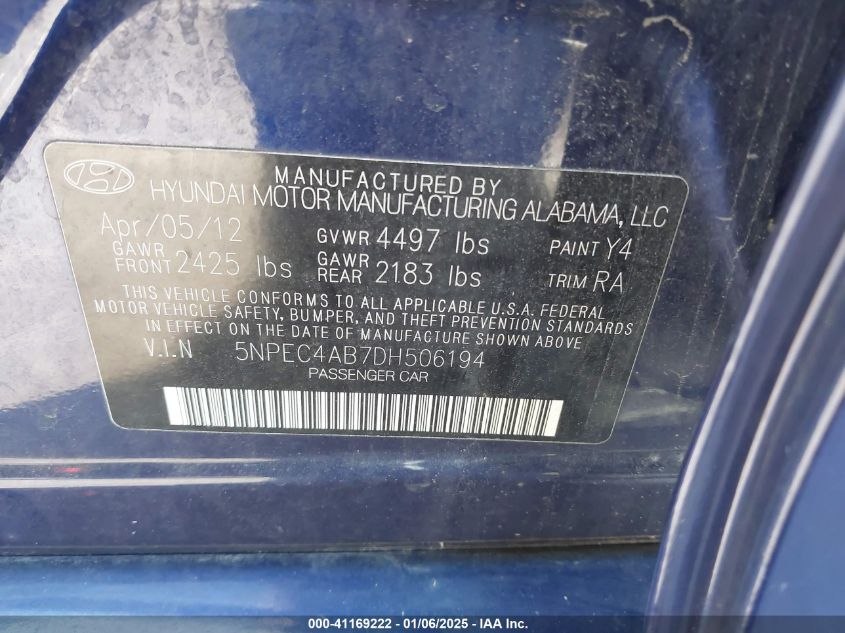 MANUFACTURED BY
HYUNDAI MOTOR MANUFACTURING ALABAMA, LLC
Apr/05/12 GVWR 4497 lbs PAINT Y4
GAWR FRONT 2425 lbs GAWR REAR 2183 lbs TRIM RA
THIS VEHICLE CONFORMS TO ALL APPLICABLE U.S.A. FEDERAL
MOTOR VEHICLE SAFETY, BUMPER, AND THEFT PREVENTION STANDARDS
IN EFFECT ON THE DATE OF MANUFACTURE SHOWN ABOVE.
V.I.N 5NPEC4AB7DH506194
PASSENGER CAR
000-41169222 - 01/06/2025 - IAA Inc.